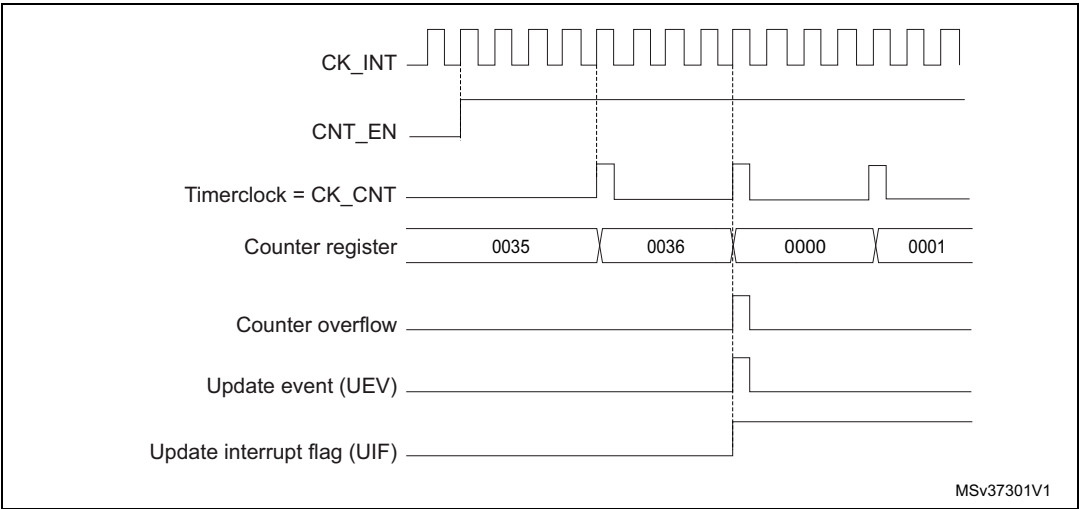 CK_INT
CNT_EN
Timerclock = CK_CNT
Counter register 0035 0036 0000 0001
Counter overflow
Update event (UEV)
Update interrupt flag (UIF)
MSv37301V1